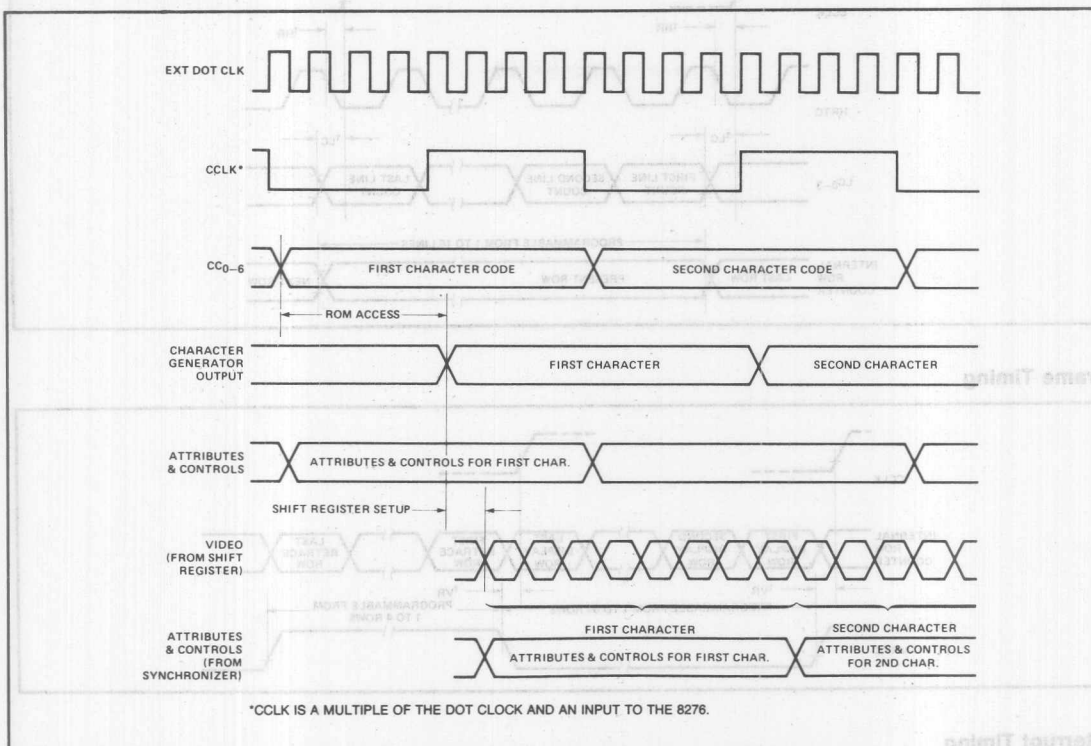 EXT DOT CLK
CCLK*
CC0–6
FIRST CHARACTER CODE
SECOND CHARACTER CODE
ROM ACCESS
CHARACTER
GENERATOR
OUTPUT
FIRST CHARACTER
SECOND CHARACTER
ATTRIBUTES
& CONTROLS
ATTRIBUTES & CONTROLS FOR FIRST CHAR.
SHIFT REGISTER SETUP
VIDEO
(FROM SHIFT
REGISTER)
FIRST CHARACTER
SECOND CHARACTER
ATTRIBUTES
& CONTROLS
(FROM
SYNCHRONIZER)
ATTRIBUTES & CONTROLS FOR FIRST CHAR.
ATTRIBUTES & CONTROLS
FOR 2ND CHAR.
*CCLK IS A MULTIPLE OF THE DOT CLOCK AND AN INPUT TO THE 8276.